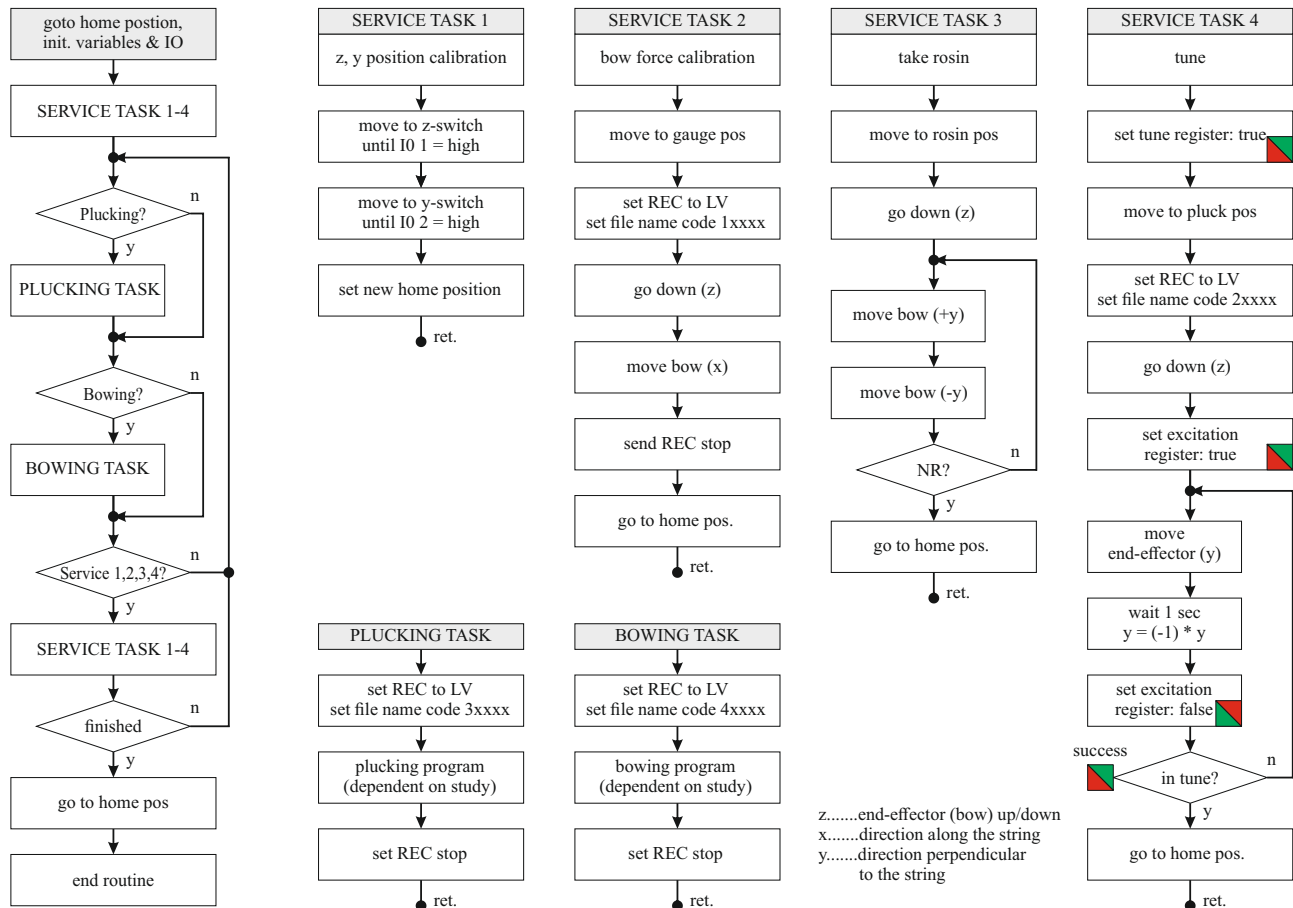 goto home postion,
init. variables & IO
SERVICE TASK 1-4
Plucking?
n
y
PLUCKING TASK
Bowing?
n
y
BOWING TASK
Service 1,2,3,4?
n
y
SERVICE TASK 1-4
finished
n
y
go to home pos
end routine
SERVICE TASK 1
z, y position calibration
move to z-switch
until I0 1 = high
move to y-switch
until I0 2 = high
set new home position
ret.
SERVICE TASK 2
bow force calibration
move to gauge pos
set REC to LV
set file name code 1xxxx
go down (z)
move bow (x)
send REC stop
go to home pos.
ret.
SERVICE TASK 3
take rosin
move to rosin pos
go down (z)
move bow (+y)
move bow (-y)
NR?
n
y
go to home pos.
ret.
SERVICE TASK 4
tune
set tune register: true
move to pluck pos
set REC to LV
set file name code 2xxxx
go down (z)
set excitation
register: true
move
end-effector (y)
wait 1 sec
y = (-1) * y
set excitation
register: false
success
in tune?
n
y
go to home pos.
ret.
PLUCKING TASK
set REC to LV
set file name code 3xxxx
plucking program
(dependent on study)
set REC stop
ret.
BOWING TASK
set REC to LV
set file name code 4xxxx
bowing program
(dependent on study)
set REC stop
ret.
z.......end-effector (bow) up/down
x.......direction along the string
y.......direction perpendicular
to the string